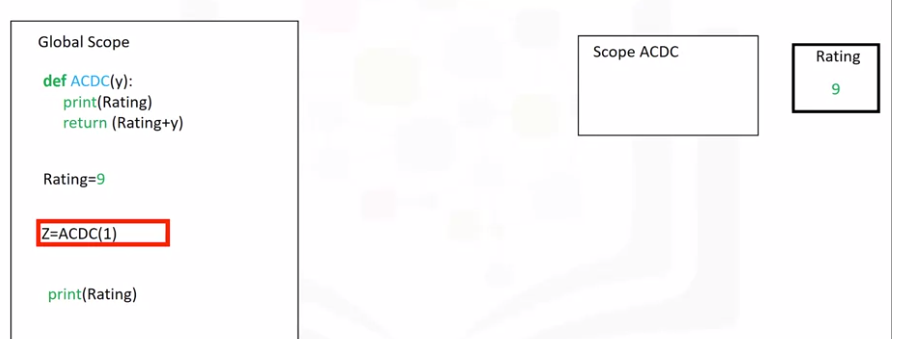 Global Scope
def ACDC(y):
print(Rating)
return (Rating+y)
Rating=9
Z=ACDC(1)
print(Rating)
Scope ACDC
Rating
9